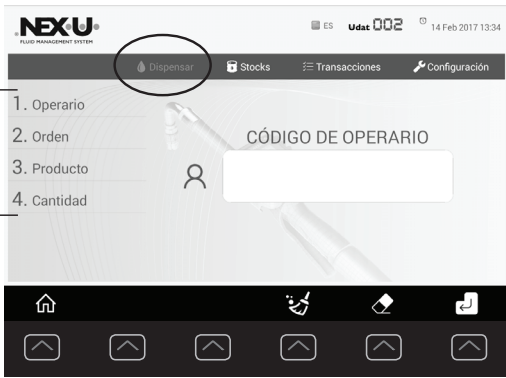 NEX·U·
FLUID MANAGEMENT SYSTEM
ES Udat 002 14 Feb 2017 13:34
Dispensar Stocks Transacciones Configuración
1. Operario
2. Orden
3. Producto
4. Cantidad
CÓDIGO DE OPERARIO